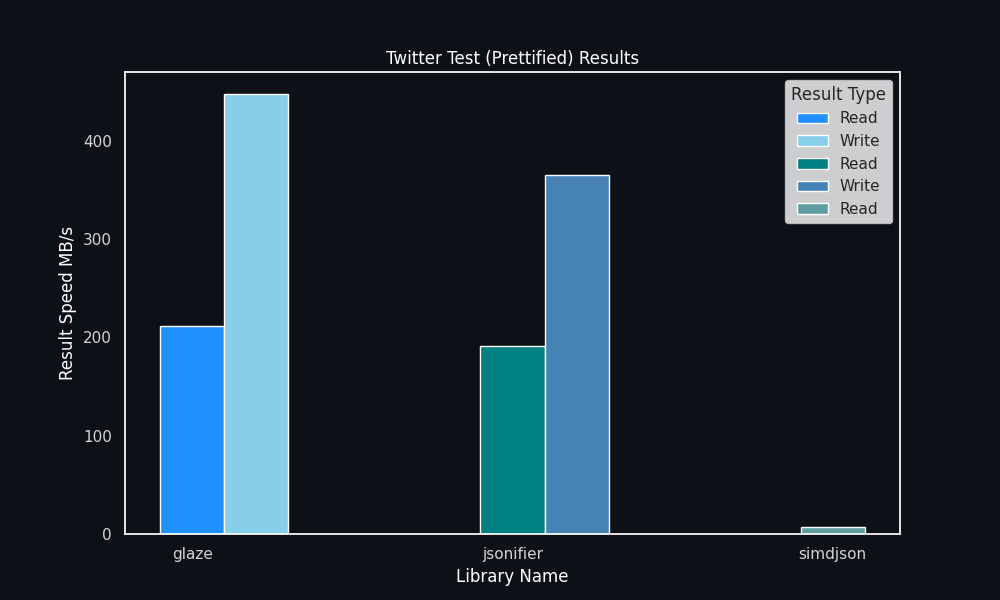 Twitter Test (Prettified) Results
Result Type
Read
Write
Read
Write
Read
Result Speed MB/s
400
300
200
100
0
glaze
jsonifier
simdjson
Library Name